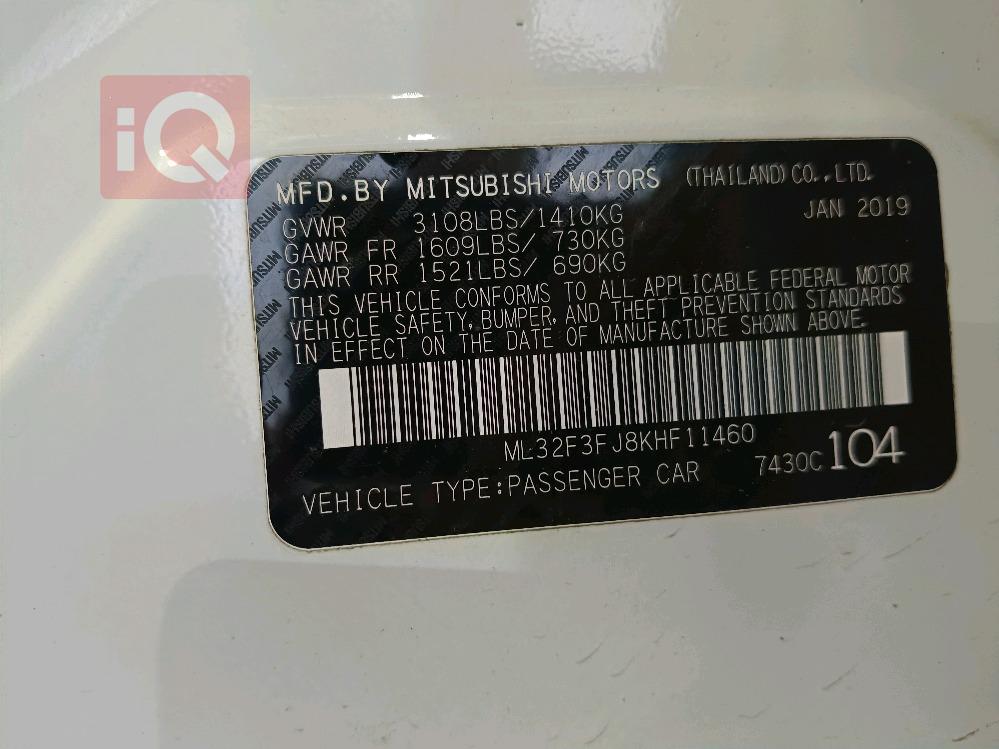 iQ
MFD.BY MITSUBISHI MOTORS (THAILAND) CO.,LTD.
JAN 2019
GVWR 3108LBS/1410KG
GAWR FR 1609LBS/ 730KG
GAWR RR 1521LBS/ 690KG
THIS VEHICLE CONFORMS TO ALL APPLICABLE FEDERAL MOTOR
VEHICLE SAFETY, BUMPER, AND THEFT PREVENTION STANDARDS
IN EFFECT ON THE DATE OF MANUFACTURE SHOWN ABOVE.
ML32F3FJ8KHF11460
VEHICLE TYPE:PASSENGER CAR 7430C 104